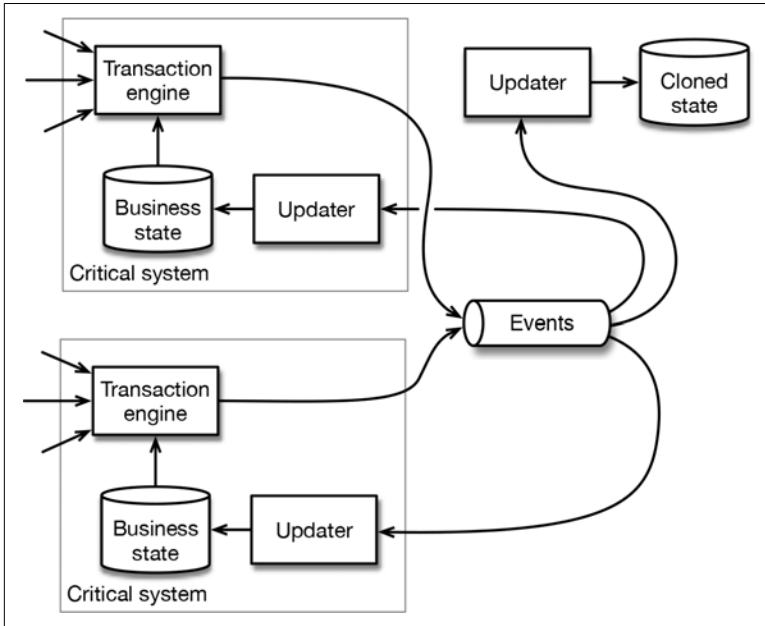 Transaction
engine
Updater
Cloned
state
Business
state
Updater
Critical system
Events
Transaction
engine
Business
state
Updater
Critical system